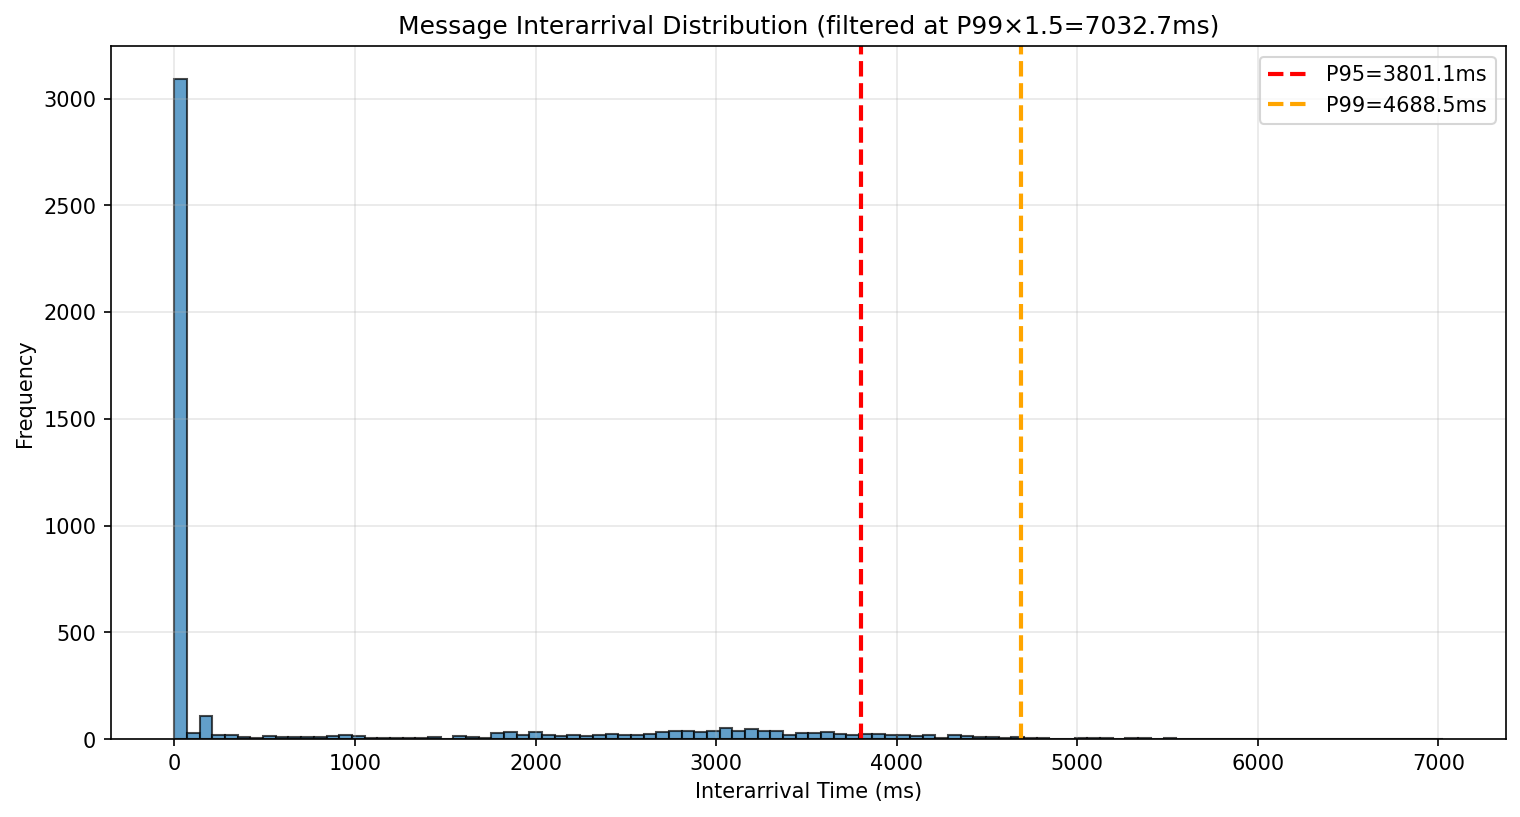 Message Interarrival Distribution (filtered at P99×1.5=7032.7ms)
P95=3801.1ms
P99=4688.5ms
Frequency
3000
2500
2000
1500
1000
500
0
0 1000 2000 3000 4000 5000 6000 7000
Interarrival Time (ms)